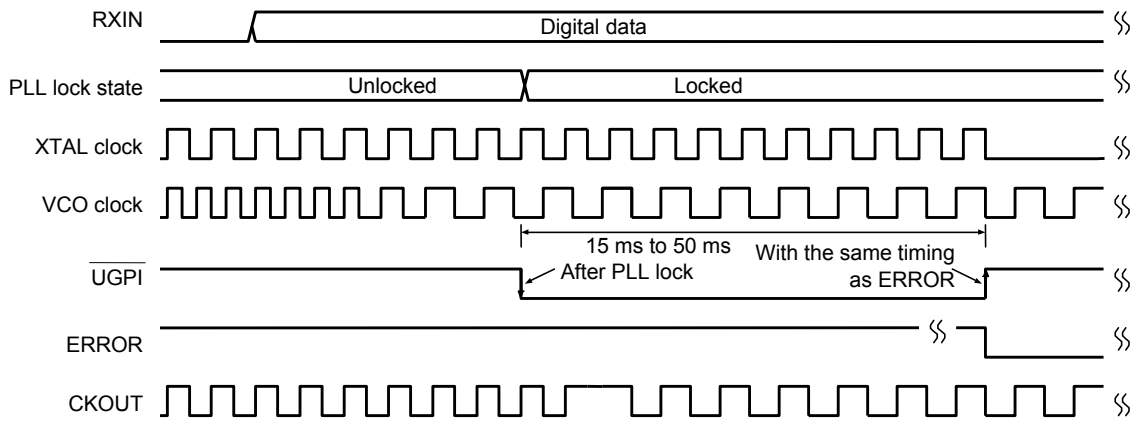 RXIN
Digital data
PLL lock state
Unlocked
Locked
XTAL clock
VCO clock
15 ms to 50 ms
After PLL lock
With the same timing
as ERROR
UGPI
ERROR
CKOUT